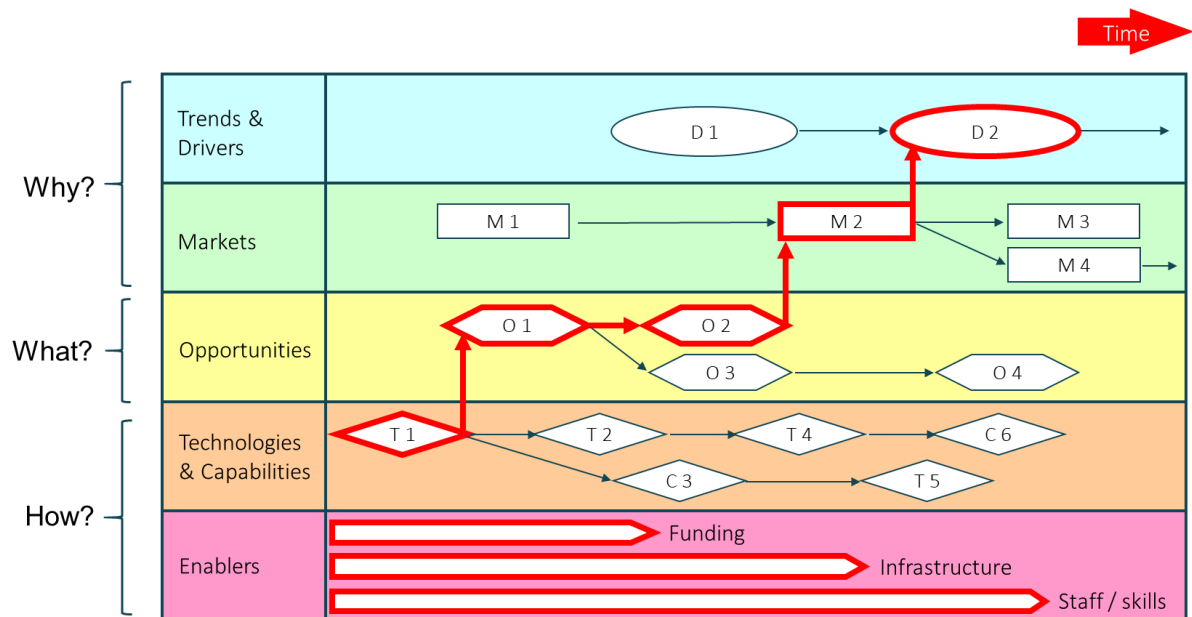 Time
Why?
Trends &
Drivers
D 1
D 2
Markets
M 1
M 2
M 3
M 4
What?
Opportunities
O 1
O 2
O 3
O 4
How?
Technologies
& Capabilities
T 1
T 2
T 4
C 6
C 3
T 5
Enablers
Funding
Infrastructure
Staff / skills